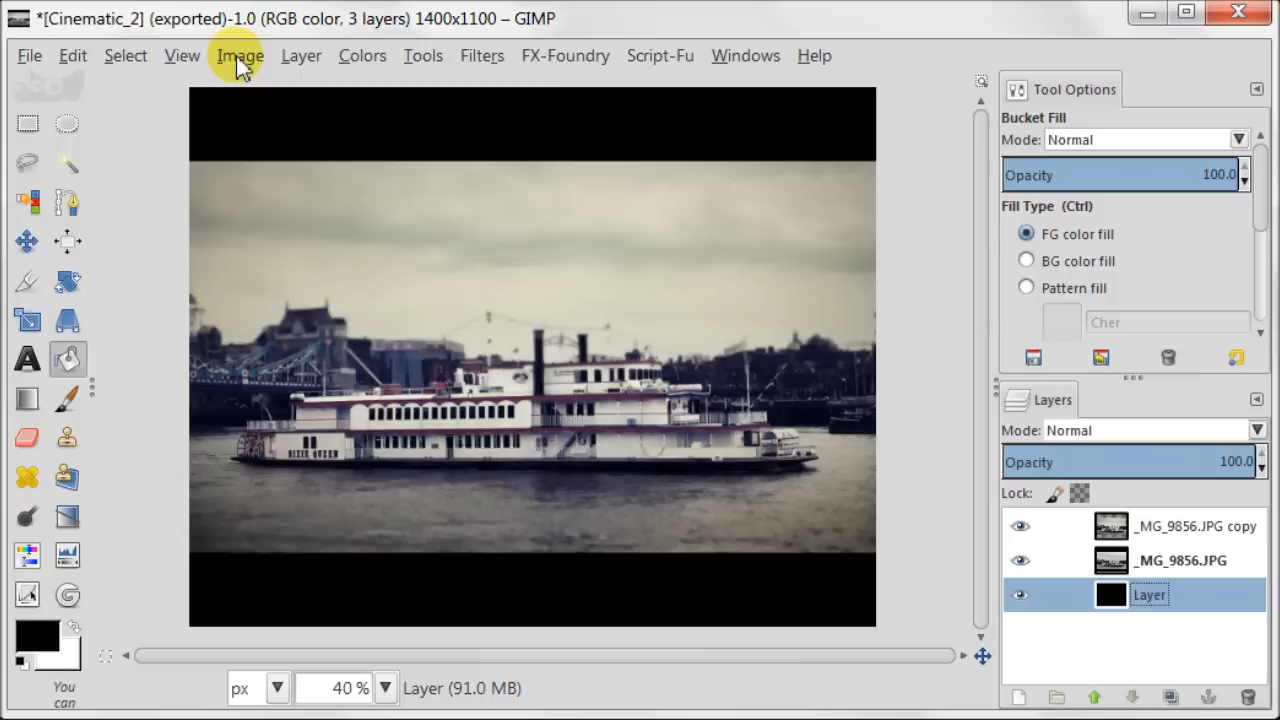 *[Cinematic_2] (exported)-1.0 (RGB color, 3 layers) 1400x1100 – GIMP
File Edit Select View Image Layer Colors Tools Filters FX-Foundry Script-Fu Windows Help
Tool Options
Bucket Fill
Mode: Normal
Opacity 100.0
Fill Type (Ctrl)
FG color fill
BG color fill
Pattern fill
Cher
Layers
Mode: Normal
Opacity 100.0
Lock:
_MG_9856.JPG copy
_MG_9856.JPG
Layer
DIXIE QUEEN
You
can
px 40 % Layer (91.0 MB)